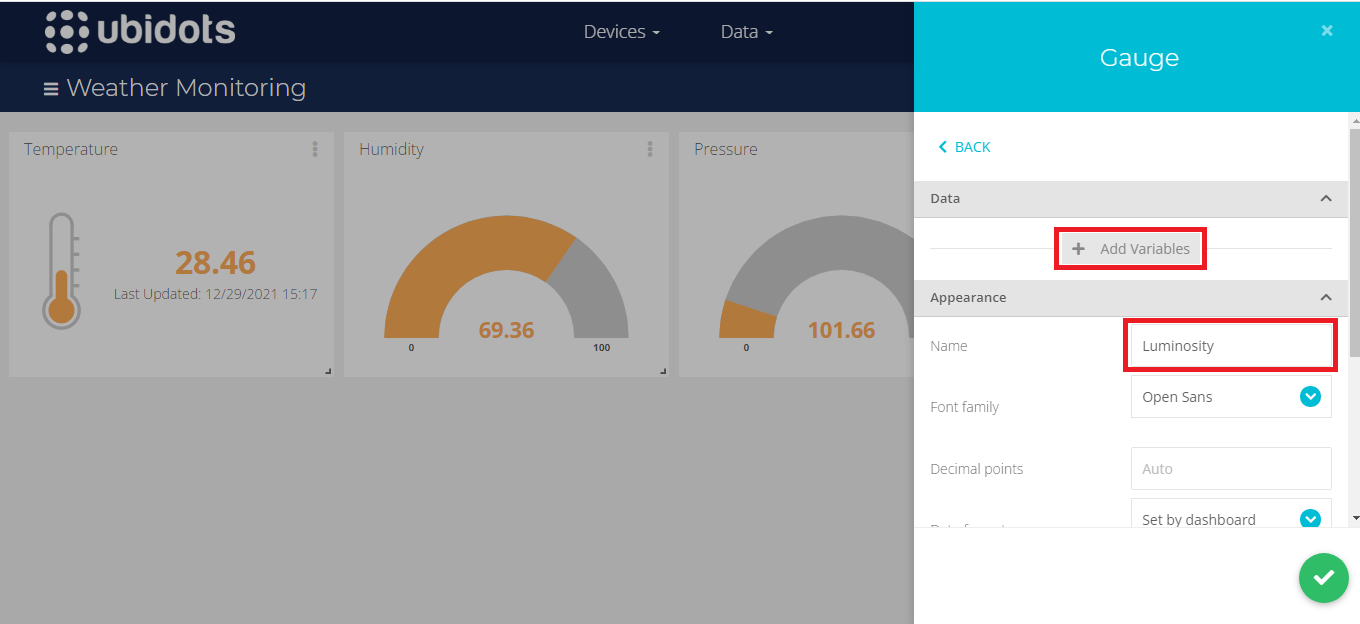 ubidots
Devices
Data
Weather Monitoring
Temperature
28.46
Last Updated: 12/29/2021 15:17
Humidity
69.36
0
100
Pressure
101.66
0
×
Gauge
BACK
Data
+ Add Variables
Appearance
Name
Luminosity
Font family
Open Sans
Decimal points
Auto
Set by dashboard